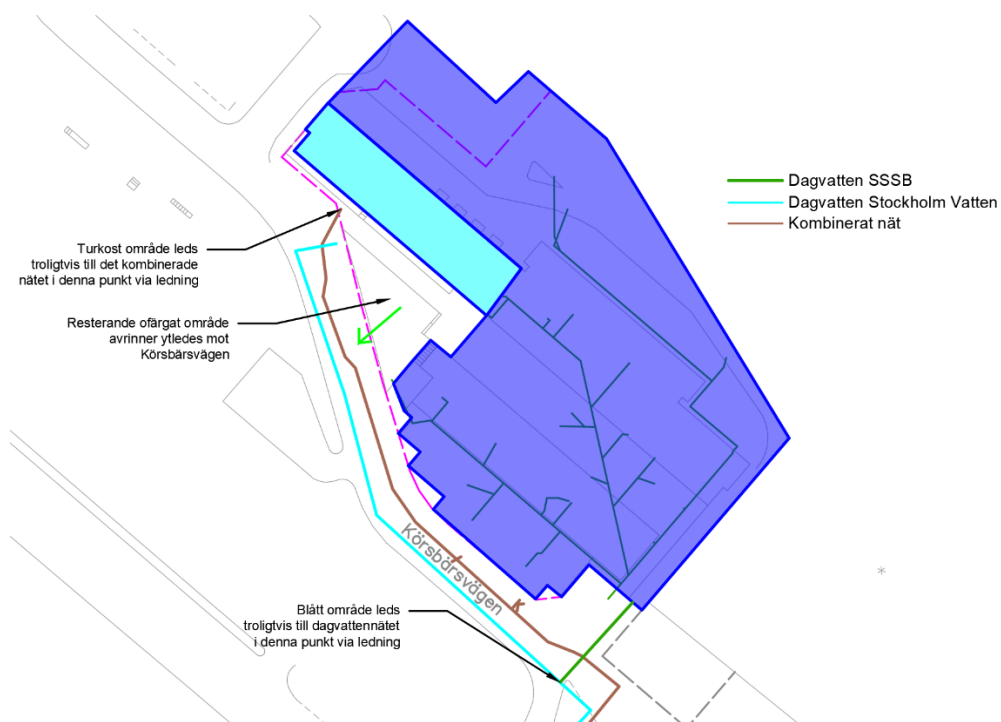 Dagvatten SSSB
Dagvatten Stockholm Vatten
Kombinerat nät
Turkost område leds
troligtvis till det kombinerade
nätet i denna punkt via ledning
Resterande ofärgat område
avrinner ytledes mot
Körsbärsvägen
Körsbärsvägen
K
Blått område leds
troligtvis till dagvattennätet
i denna punkt via ledning